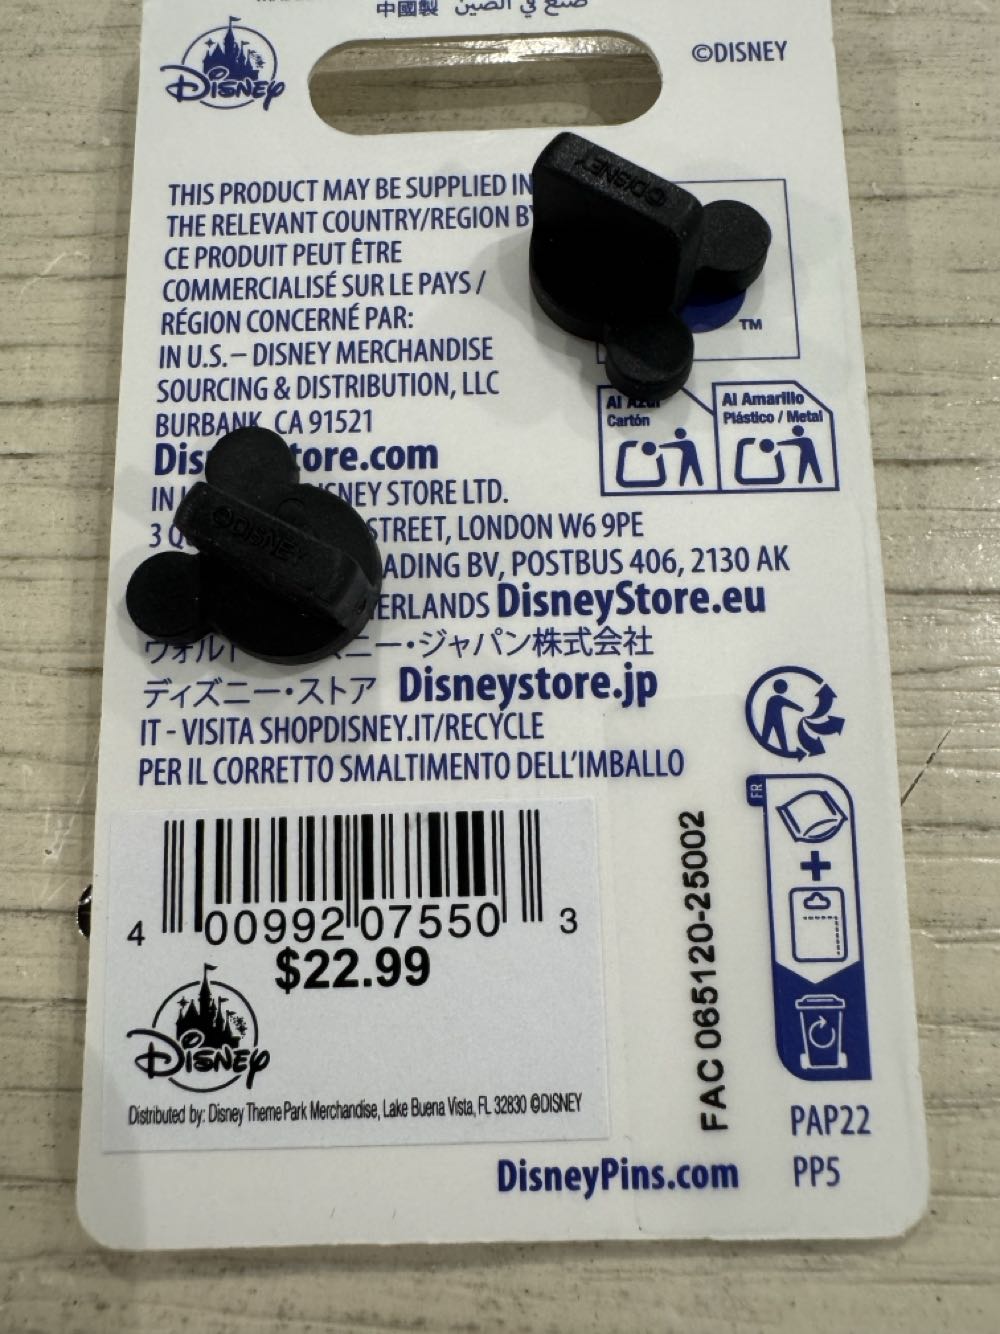 中國製 صنع في الصين
Disney
©DISNEY
THIS PRODUCT MAY BE SUPPLIED IN
THE RELEVANT COUNTRY/REGION
CE PRODUIT PEUT ÊTRE
COMMERCIALISÉ SUR LE PAYS /
RÉGION CONCERNÉ PAR:
IN U.S. – DISNEY MERCHANDISE
SOURCING & DISTRIBUTION, LLC
BURBANK, CA 91521
IN
NEY STORE LTD.
3
STREET, LONDON W6 9PE
ADING BV, POSTBUS 406, 2130 AK
ERLANDS DisneyStore.eu
ニー・ジャパン株式会社
ディズニー・ストア Disneystore.jp
IT - VISITA SHOPDISNEY.IT/RECYCLE
PER IL CORRETTO SMALTIMENTO DELL'IMBALLO
©DISNEY
TM
Al Azul
Cartón
Al Amarillo
Plástico / Metal
©DISNEY
FR
+
4 00992 07550 3
$22.99
Disney
Distributed by: Disney Theme Park Merchandise, Lake Buena Vista, FL 32830 ©DISNEY
FAC 065120-25002
PAP22
PP5
DisneyPins.com